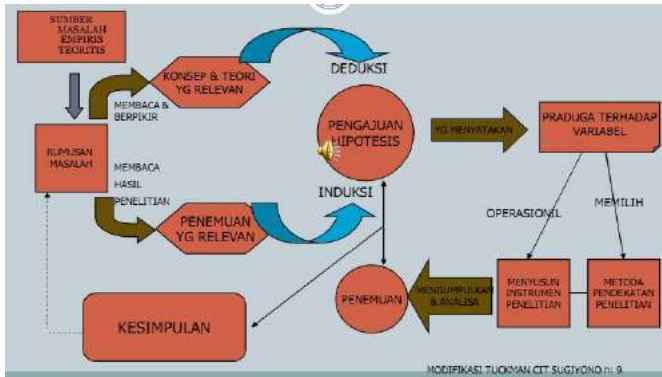 SUMBER
MASALAH
EMPIRIS
TEORITIS
KONSEP & TEORI
YG RELEVAN
DEDUKSI
MEMBACA &
BERPIKIR
RUMUSAN
MASALAH
PENGAJUAN
HIPOTESIS
YG MENYATAKAN
PRADUGA TERHADAP
VARIABEL
MEMBACA
HASIL
PENELITIAN
INDUKSI
PENEMUAN
YG RELEVAN
OPERASIONIL
MEMILIH
KESIMPULAN
PENEMUAN
MENGUMPULKAN
& ANALISA
MENYUSUN
INSTRUMEN
PENELITIAN
METODA
PENDEKATAN
PENELITIAN
MODIFIKASI TUCKMAN CIT SUGIYONO h: 9